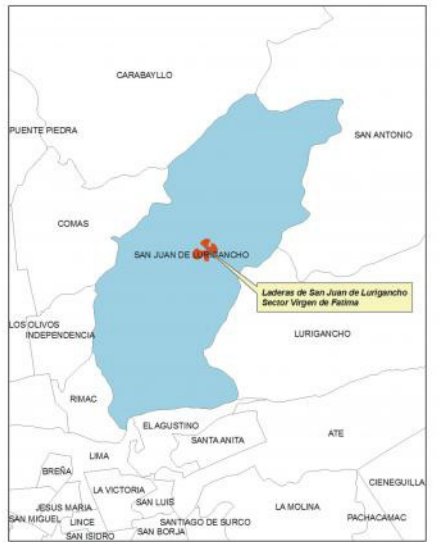 CARABAYLLO
PUENTE PIEDRA
SAN ANTONIO
COMAS
SAN JUAN DE LURIGANCHO
Laderas de San Juan de Lurigancho
Sector Virgen de Fatima
LOS OLIVOS
INDEPENDENCIA
LURIGANCHO
RIMAC
EL AGUSTINO
SANTA ANITA
ATE
LIMA
BREÑA
CIENEGUILLA
LA VICTORIA
SAN LUIS
JESUS MARIA
LA MOLINA
SAN MIGUEL
LINCE
SANTIAGO DE SURCO
PACHACAMAC
SAN ISIDRO
SAN BORJA